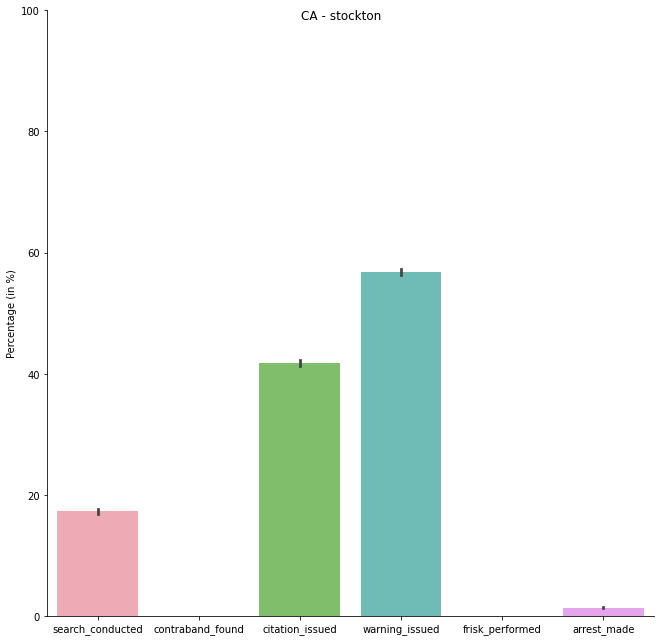 CA - stockton
100
80
60
40
20
0
Percentage (in %)
search_conducted contraband_found citation_issued warning_issued frisk_performed arrest_made